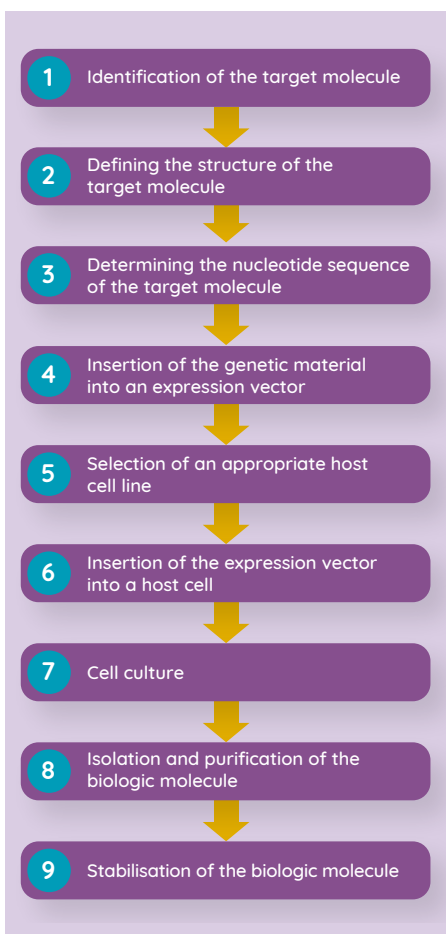 1
Identification of the target molecule
2
Defining the structure of the
target molecule
3
Determining the nucleotide sequence
of the target molecule
4
Insertion of the genetic material
into an expression vector
5
Selection of an appropriate host
cell line
6
Insertion of the expression vector
into a host cell
7
Cell culture
8
Isolation and purification of the
biologic molecule
9
Stabilisation of the biologic molecule